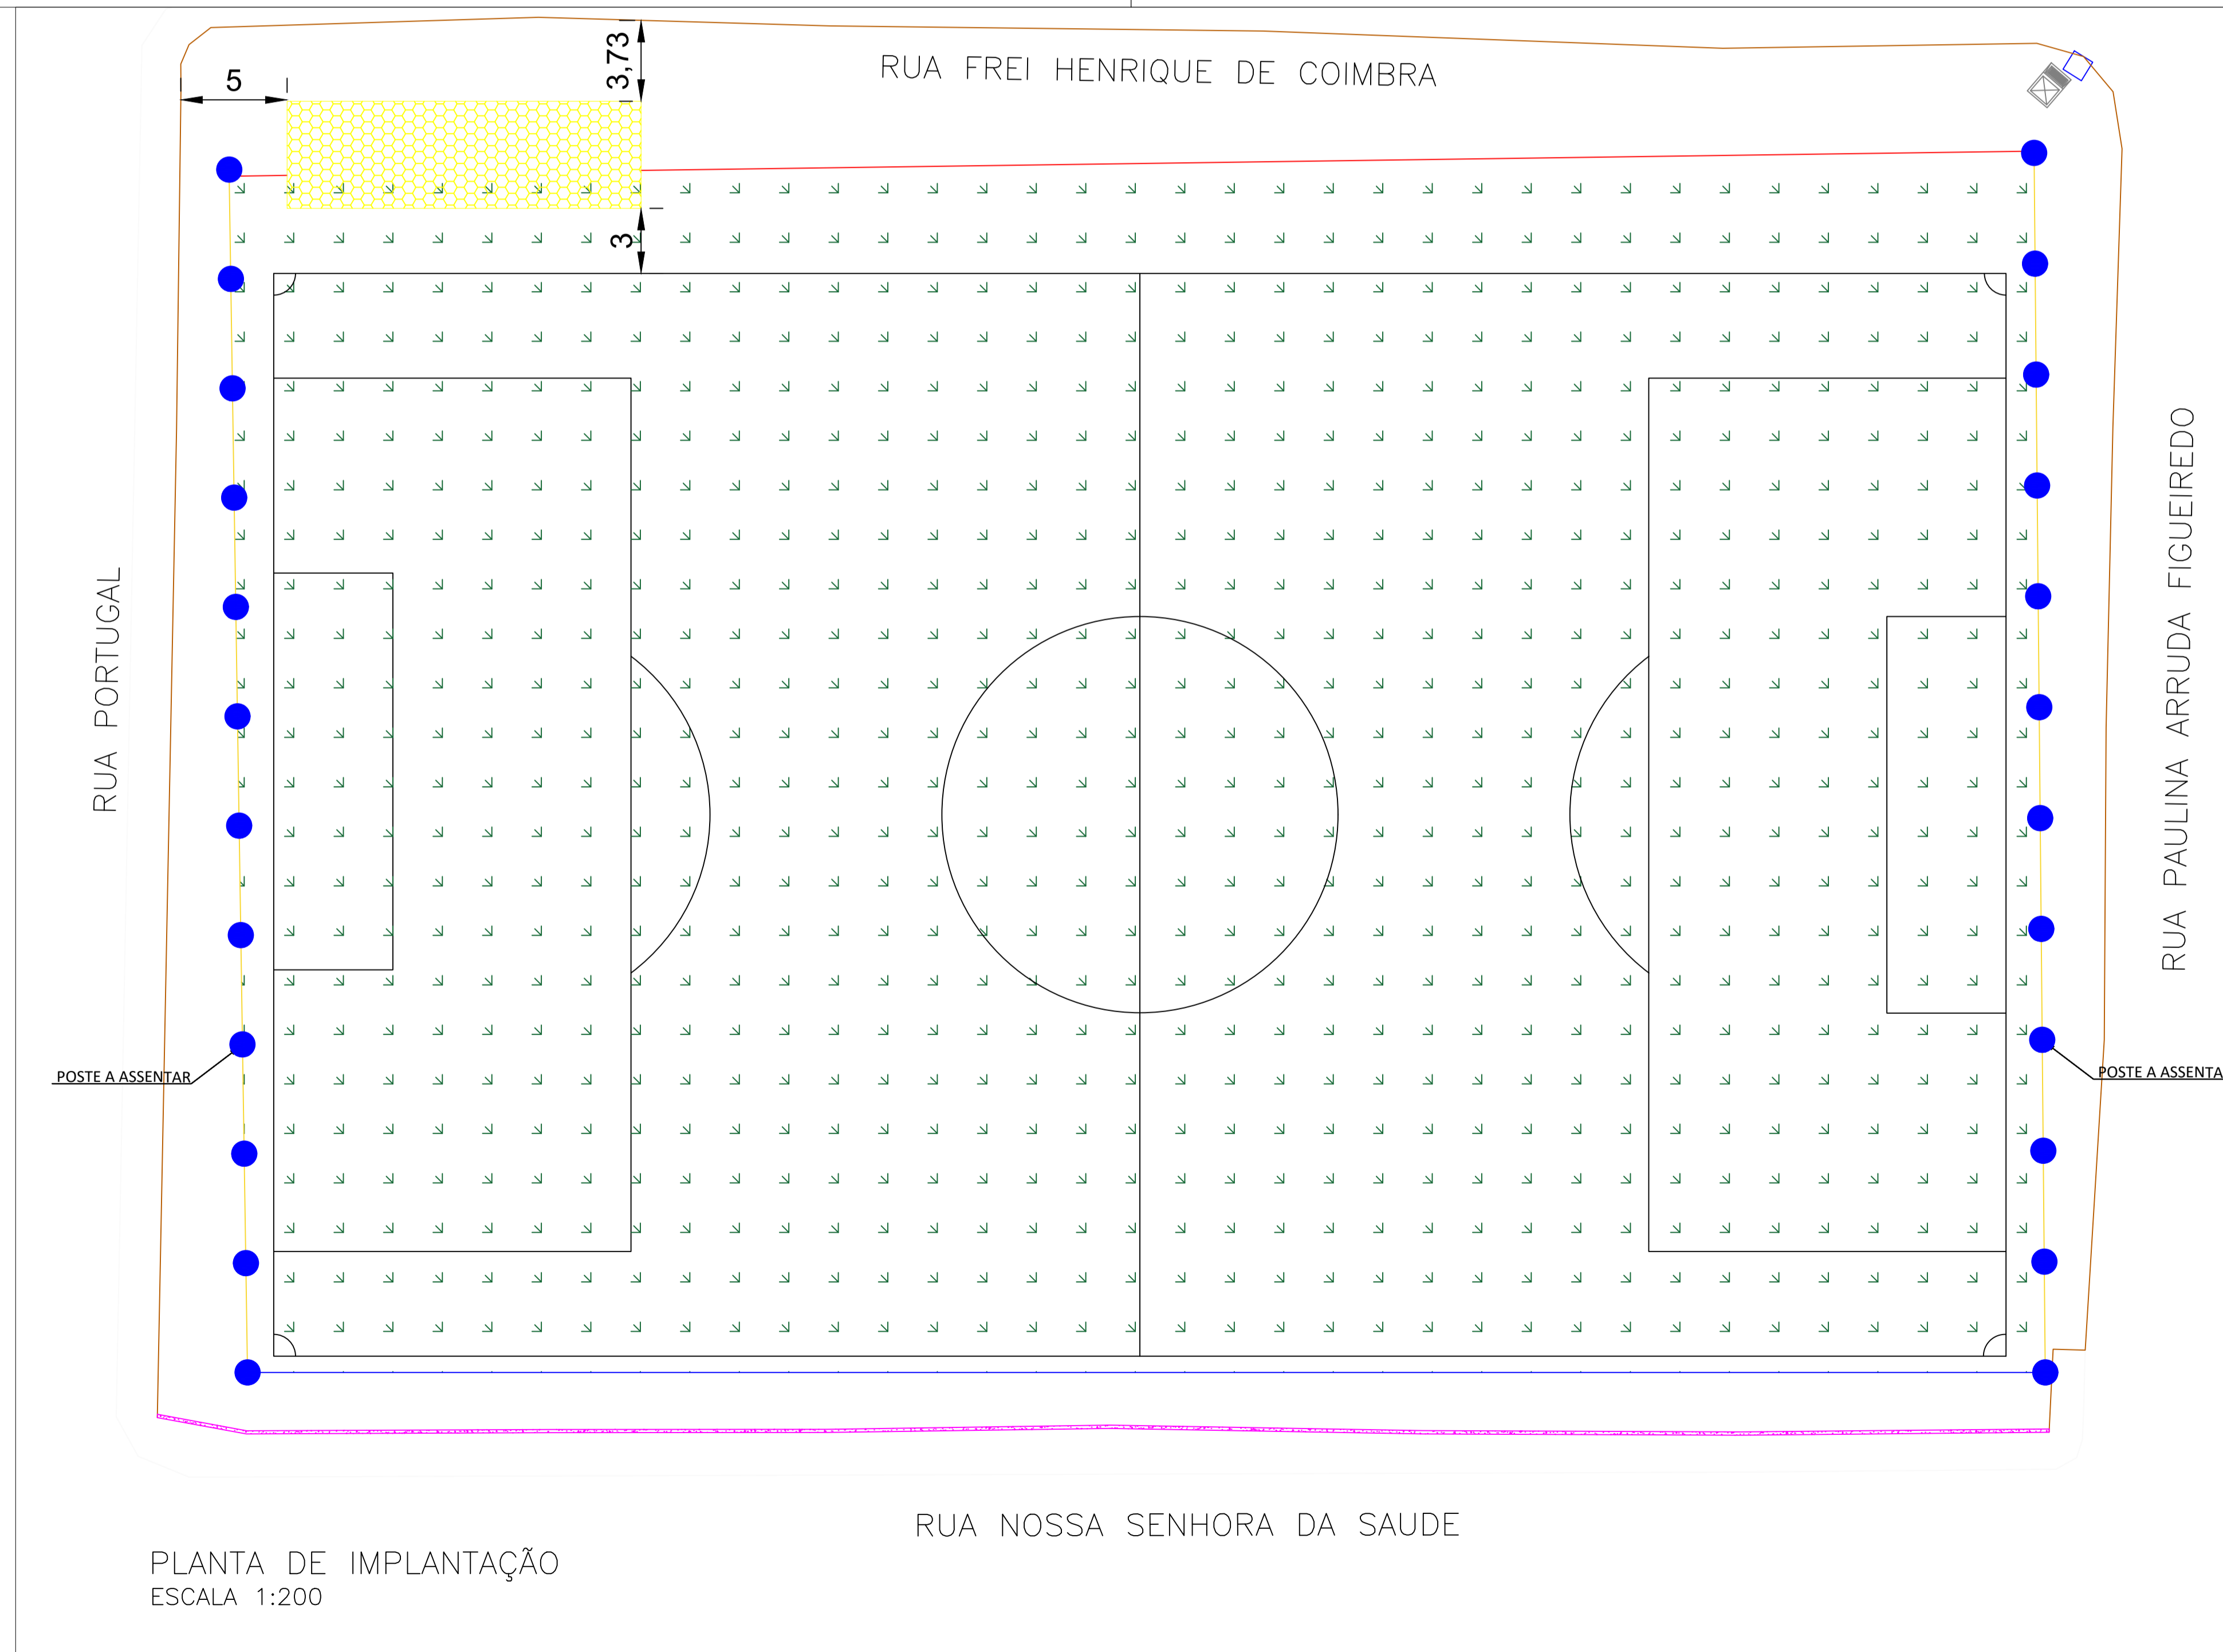 3,73
RUA FREI HENRIQUE DE COIMBRA
5
3
RUA PORTUGAL
RUA PAULINA ARRUDA FIGUEIREDO
POSTE A ASSENTAR
POSTE A ASSENTA
RUA NOSSA SENHORA DA SAUDE
PLANTA DE IMPLANTAÇÃO
ESCALA 1:200